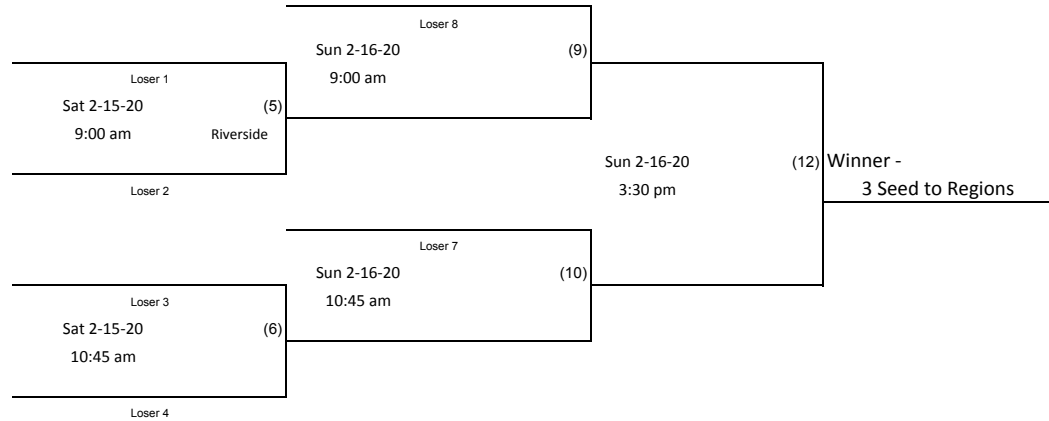 Loser 8
Sun 2-16-20 (9)
9:00 am
Loser 1
Sat 2-15-20 (5)
9:00 am Riverside
Loser 2
Sun 2-16-20 (12) Winner -
3:30 pm 3 Seed to Regions
Loser 7
Sun 2-16-20 (10)
10:45 am
Loser 3
Sat 2-15-20 (6)
10:45 am
Loser 4